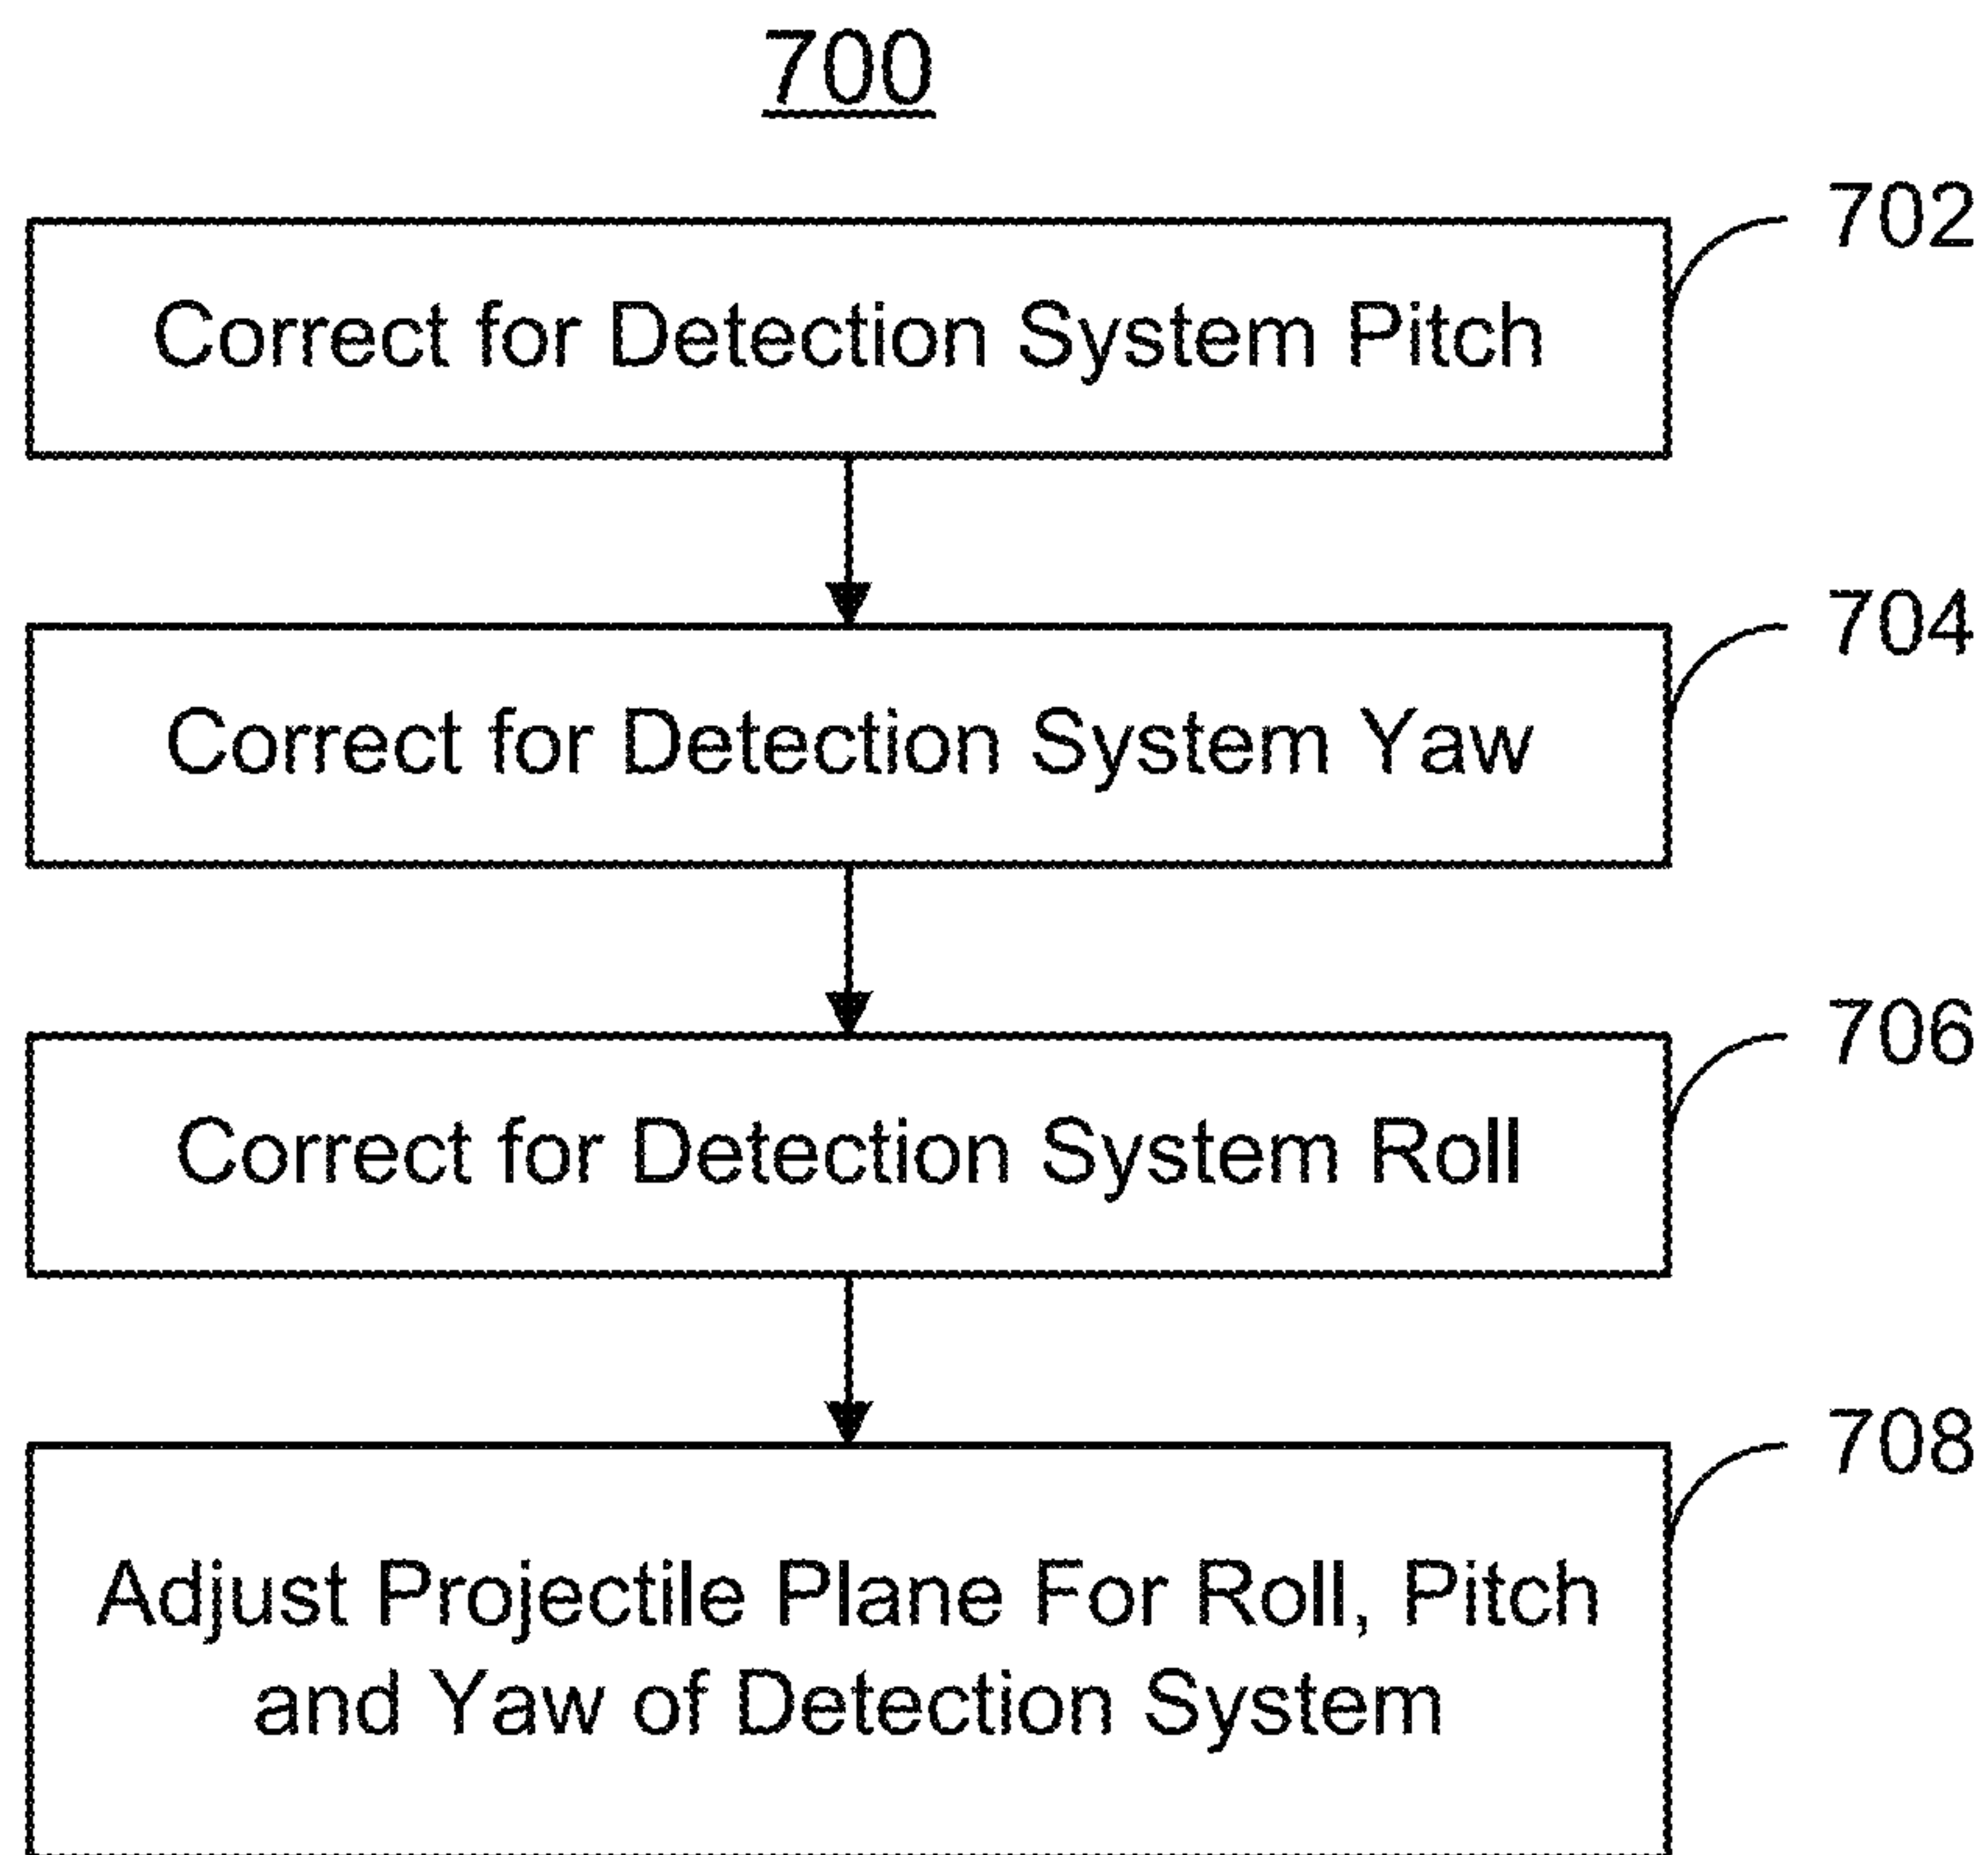 700
702
Correct for Detection System Pitch
704
Correct for Detection System Yaw
706
Correct for Detection System Roll
708
Adjust Projectile Plane For Roll, Pitch
and Yaw of Detection System